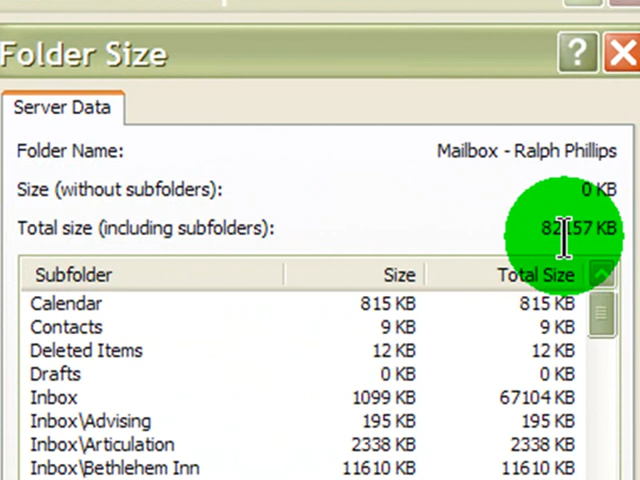 Folder Size
Server Data
Folder Name: Mailbox - Ralph Phillips
Size (without subfolders): 0 KB
Total size (including subfolders): 82157 KB
Subfolder Size Total Size
Calendar 815 KB 815 KB
Contacts 9 KB 9 KB
Deleted Items 12 KB 12 KB
Drafts 0 KB 0 KB
Inbox 1099 KB 67104 KB
Inbox\Advising 195 KB 195 KB
Inbox\Articulation 2338 KB 2338 KB
Inbox\Bethlehem Inn 11610 KB 11610 KB